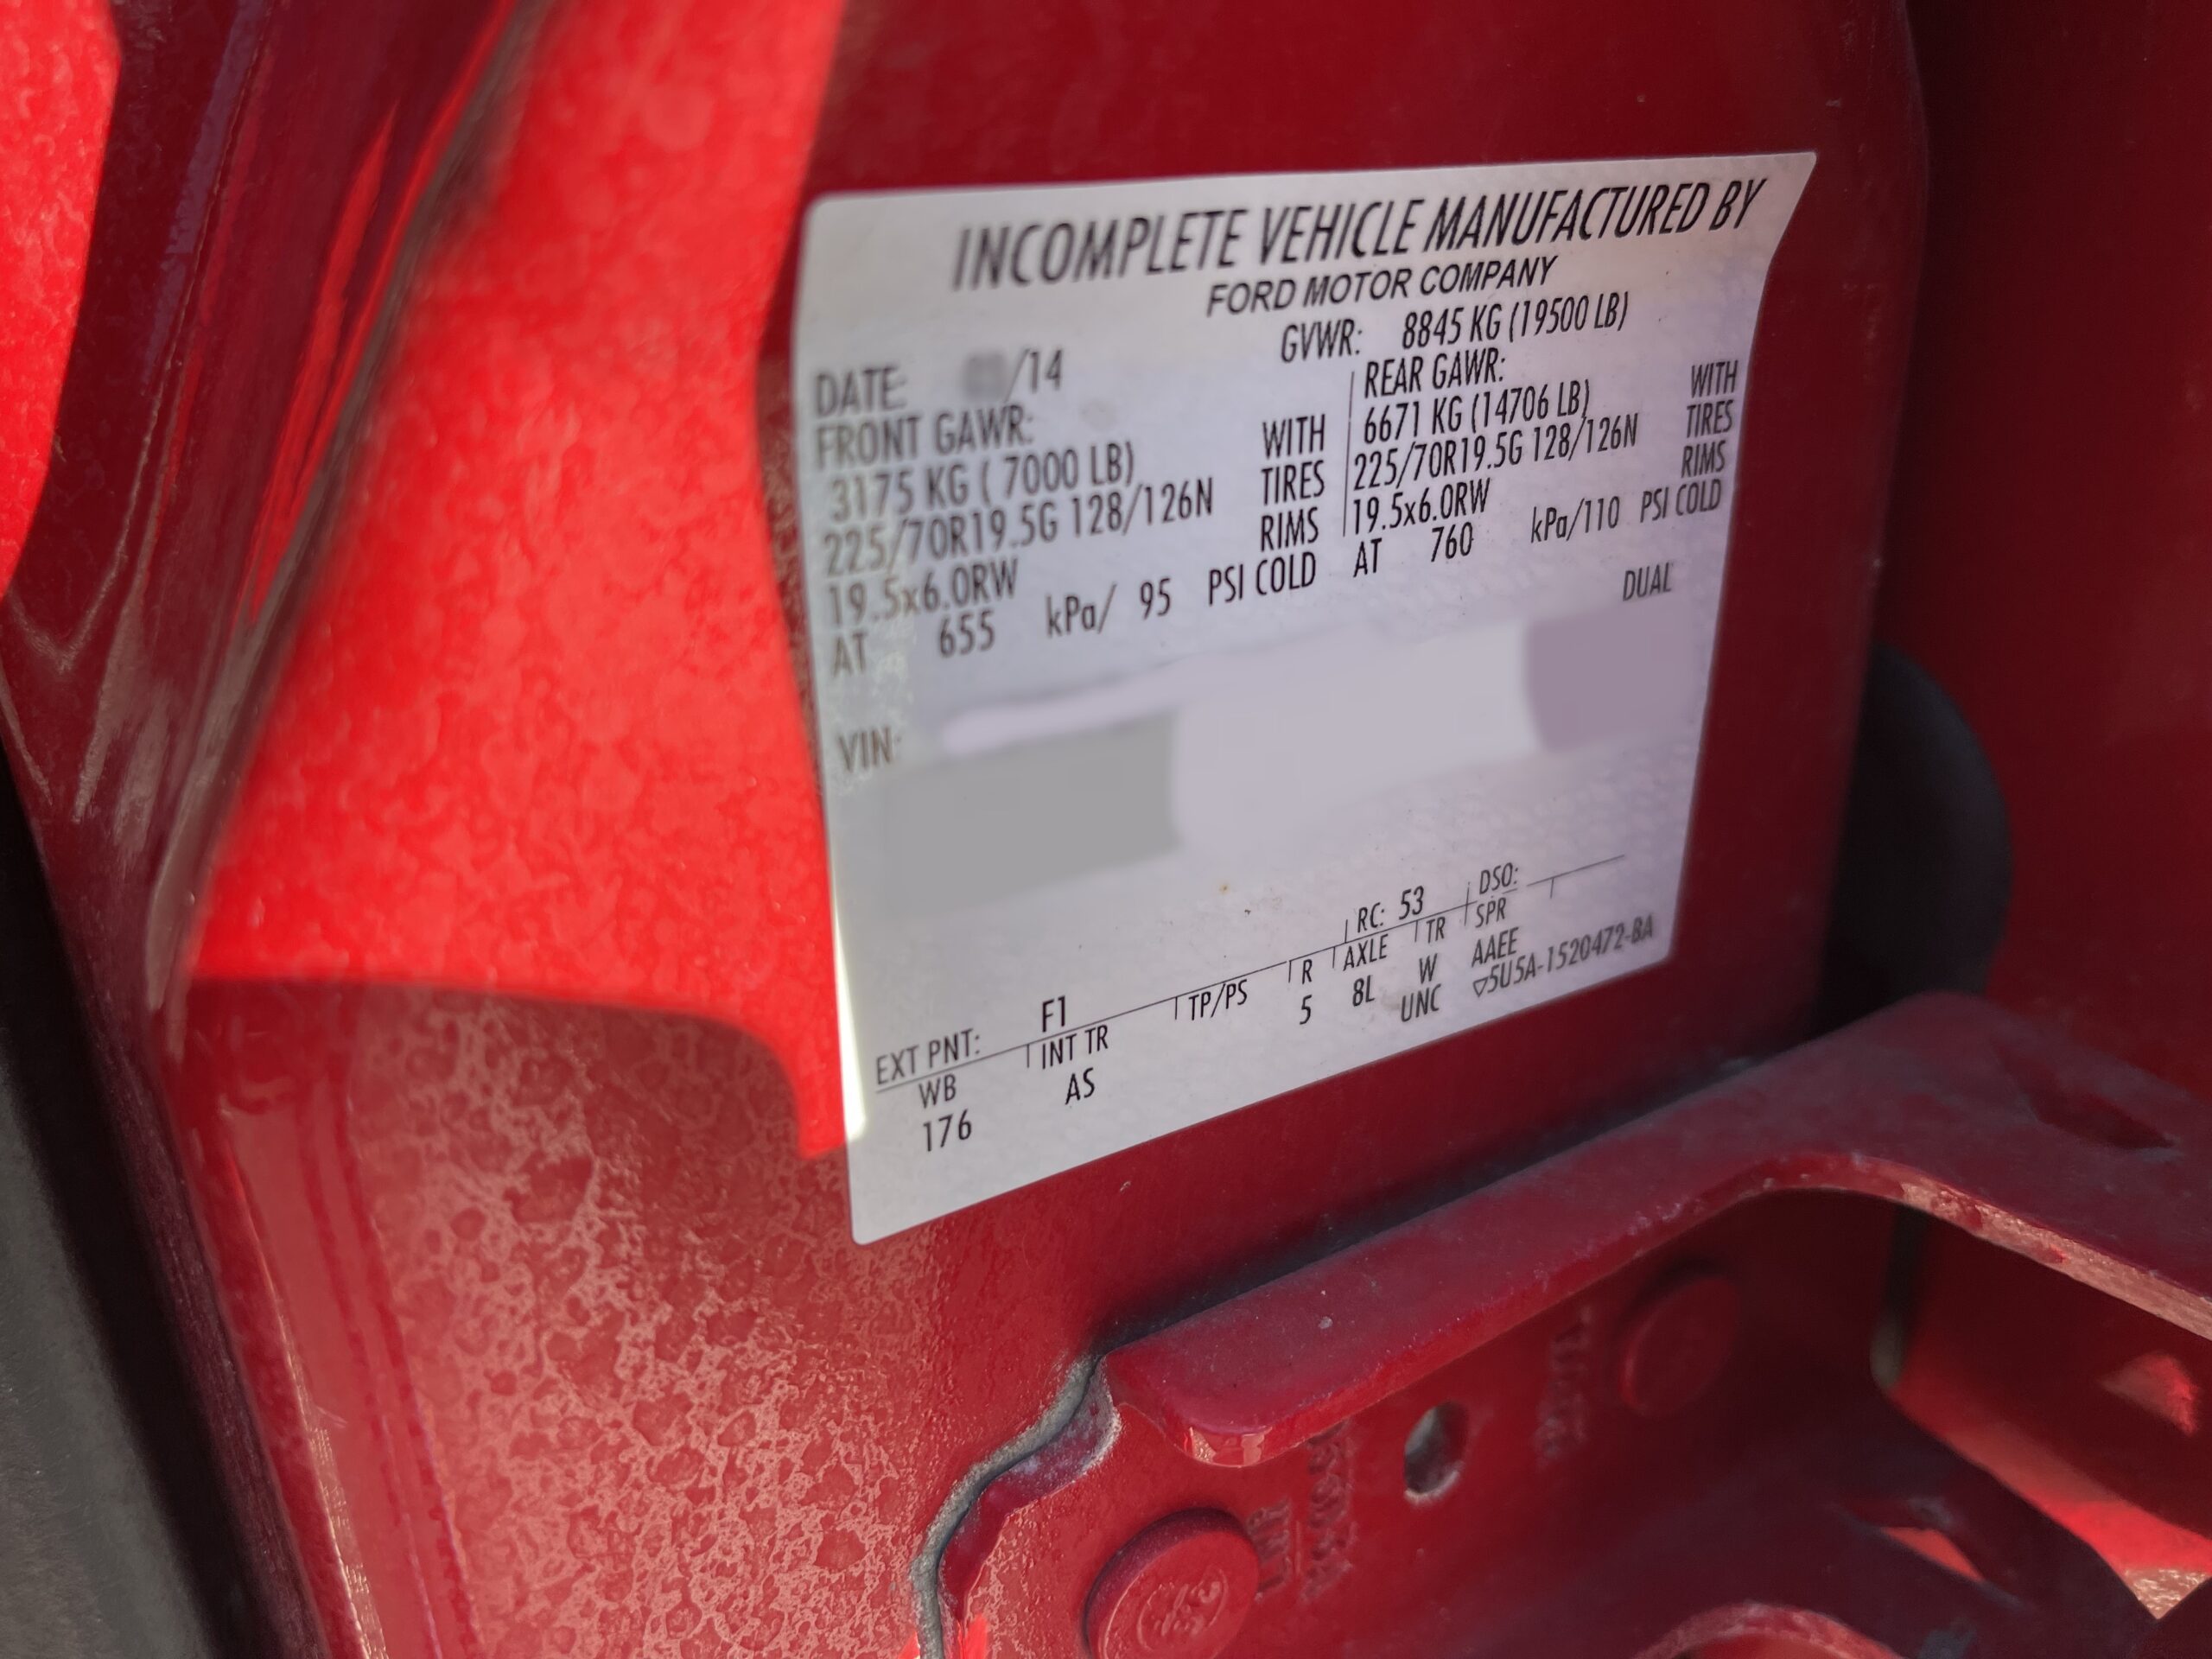 INCOMPLETE VEHICLE MANUFACTURED BY
FORD MOTOR COMPANY
DATE: /14
GVWR: 8845 KG (19500 LB)
FRONT GAWR:
3175 KG ( 7000 LB) WITH
225/70R19.5G 128/126N TIRES
19.5x6.0RW RIMS
AT 655 kPa/ 95 PSI COLD
REAR GAWR:
6671 KG (14706 LB) WITH
225/70R19.5G 128/126N TIRES
19.5x6.0RW RIMS
AT 760 kPa/110 PSI COLD
DUAL
VIN:
EXT PNT: F1 RC: 53 DSO:
WB INT TR TP/PS R AXLE TR SPR
176 AS 5 8L W AAEE
UNC ▽5U5A-1520472-BA